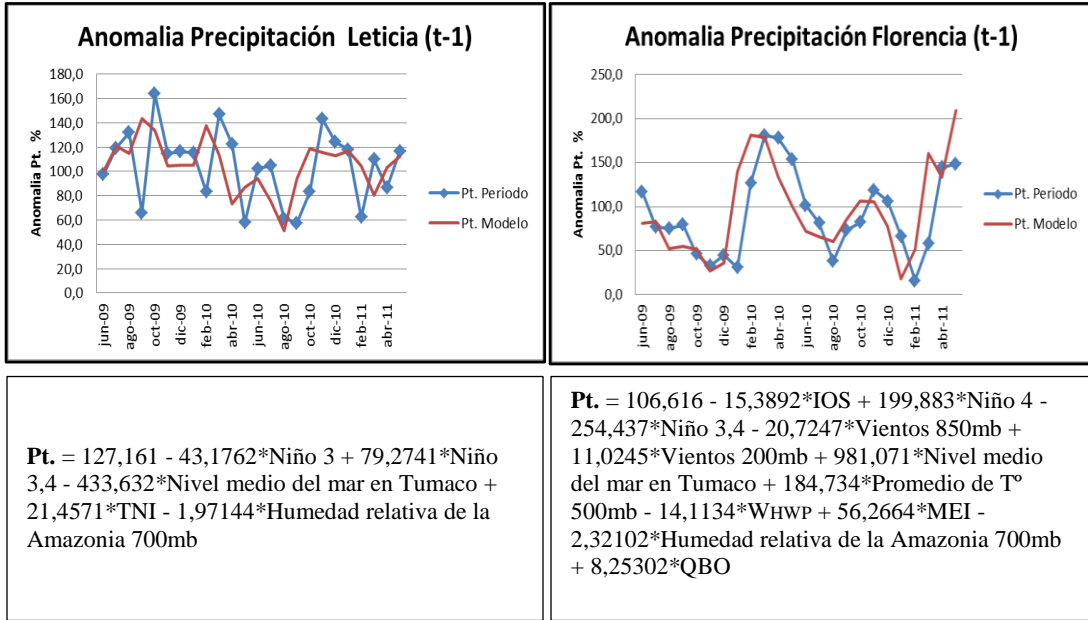 Anomalia Precipitación Leticia (t-1)
Anomalia Pt. %
180,0
160,0
140,0
120,0
100,0
80,0
60,0
40,0
20,0
0,0
jun-09
ago-09
oct-09
dic-09
feb-10
abr-10
jun-10
ago-10
oct-10
dic-10
feb-11
abr-11
Pt. Periodo
Pt. Modelo
Anomalia Precipitación Florencia (t-1)
Anomalia Pt. %
250,0
200,0
150,0
100,0
50,0
0,0
jun-09
ago-09
oct-09
dic-09
feb-10
abr-10
jun-10
ago-10
oct-10
dic-10
feb-11
abr-11
Pt. Periodo
Pt. Modelo
Pt. = 127,161 - 43,1762*Niño 3 + 79,2741*Niño
3,4 - 433,632*Nivel medio del mar en Tumaco +
21,4571*TNI - 1,97144*Humedad relativa de la
Amazonia 700mb
Pt. = 106,616 - 15,3892*IOS + 199,883*Niño 4 -
254,437*Niño 3,4 - 20,7247*Vientos 850mb +
11,0245*Vientos 200mb + 981,071*Nivel medio
del mar en Tumaco + 184,734*Promedio de Tº
500mb - 14,1134*WHWP + 56,2664*MEI -
2,32102*Humedad relativa de la Amazonia 700mb
+ 8,25302*QBO